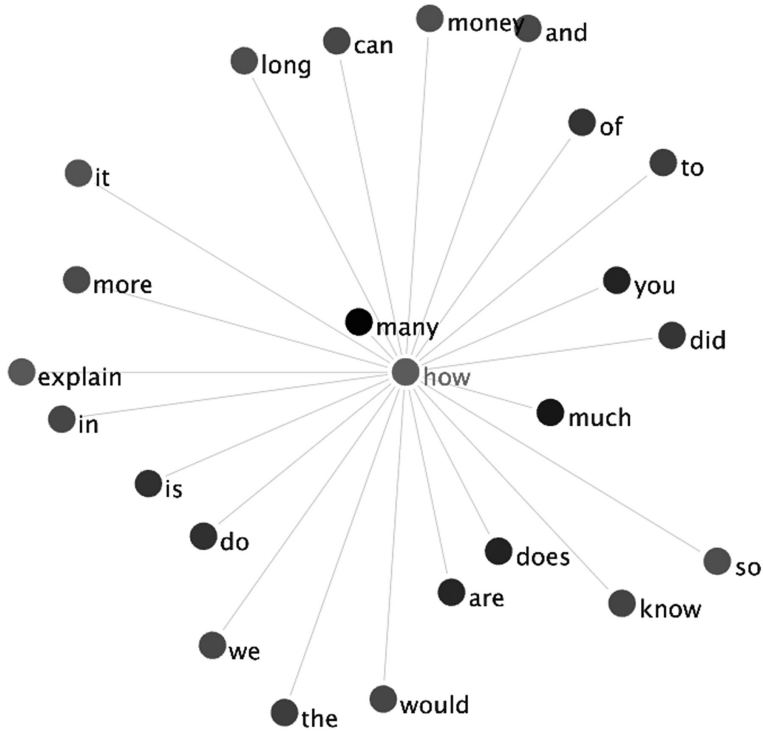 money
and
can
long
of
to
it
more
you
many
did
explain
how
much
in
is
do
does
so
are
know
we
would
the